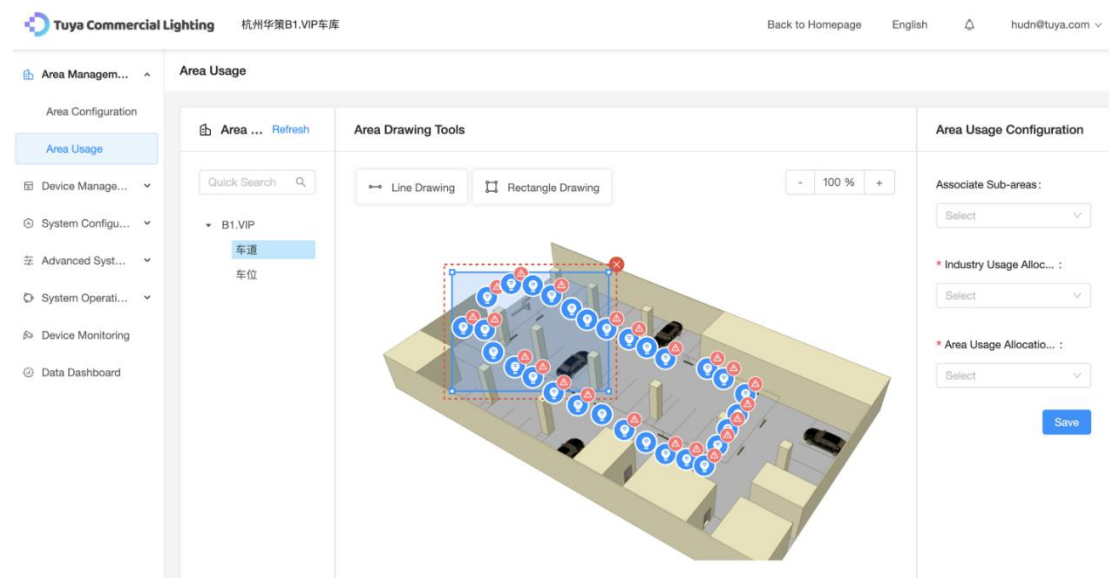 Tuya Commercial Lighting
杭州华策B1.VIP车库
Back to Homepage
English
hudn@tuya.com
Area Managem...
Area Configuration
Area Usage
Device Manage...
System Configu...
Advanced Syst...
System Operati...
Device Monitoring
Data Dashboard
Area Usage
Area ... Refresh
Quick Search
B1.VIP
车道
车位
Area Drawing Tools
Line Drawing
Rectangle Drawing
- 100 % +
Area Usage Configuration
Associate Sub-areas:
Select
* Industry Usage Alloc... :
Select
* Area Usage Allocatio... :
Select
Save